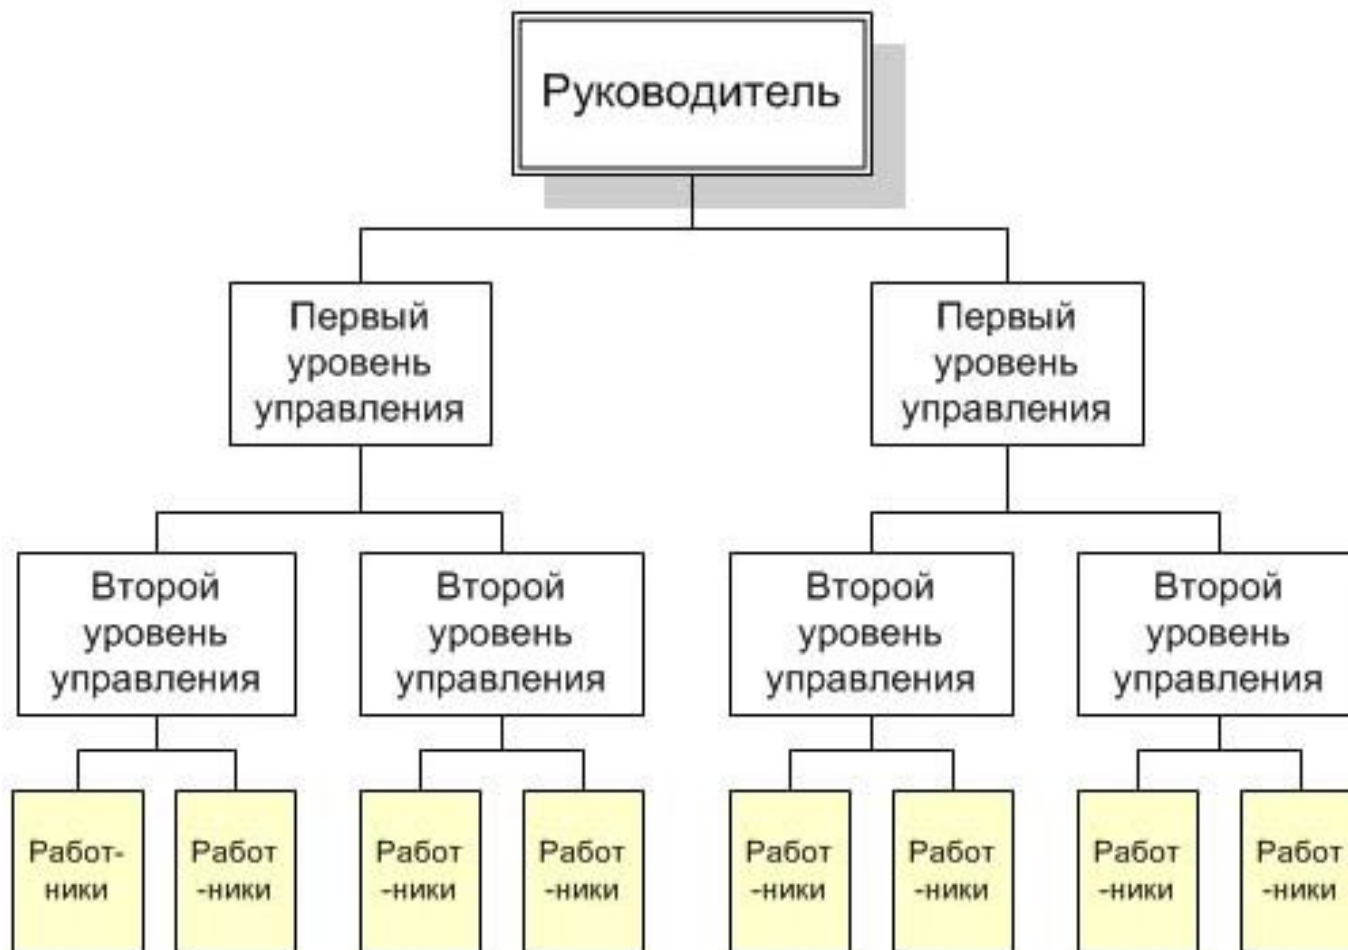 Руководитель
Первый
уровень
управления
Первый
уровень
управления
Второй
уровень
управления
Второй
уровень
управления
Второй
уровень
управления
Второй
уровень
управления
Работ-
ники
Работ
-ники
Работ
-ники
Работ
-ники
Работ
-ники
Работ
-ники
Работ
-ники
Работ
-ники